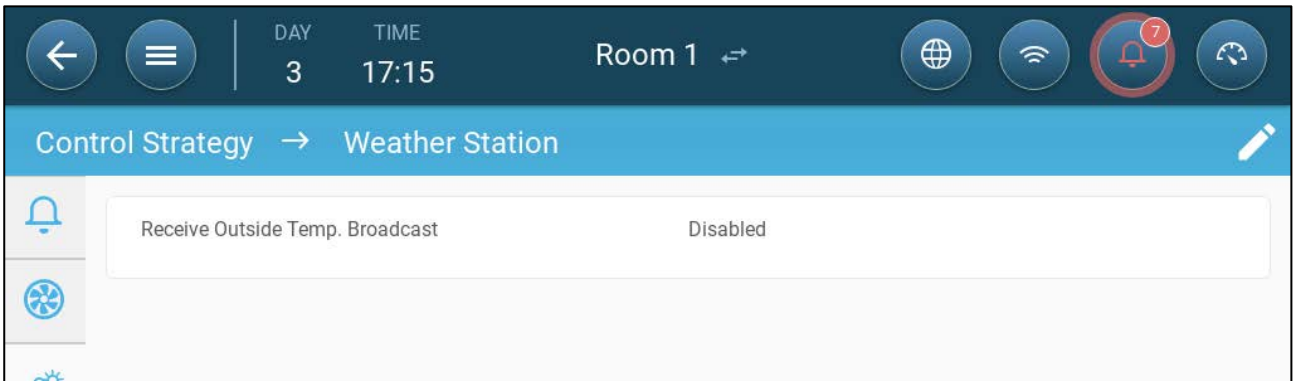 DAY TIME
3 17:15
Room 1
7
Control Strategy → Weather Station
Receive Outside Temp. Broadcast Disabled